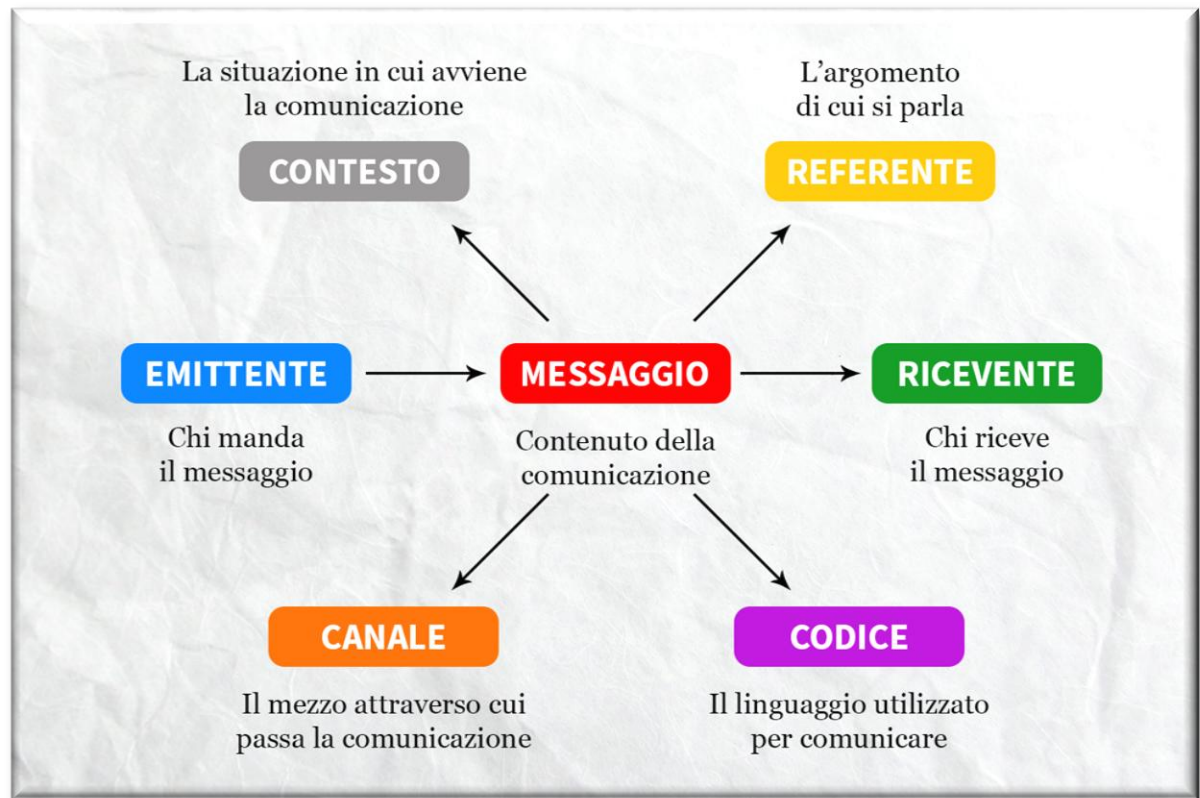 La situazione in cui avviene
la comunicazione
CONTESTO
L’argomento
di cui si parla
REFERENTE
EMITTENTE
Chi manda
il messaggio
MESSAGGIO
Contenuto della
comunicazione
RICEVENTE
Chi riceve
il messaggio
CANALE
Il mezzo attraverso cui
passa la comunicazione
CODICE
Il linguaggio utilizzato
per comunicare